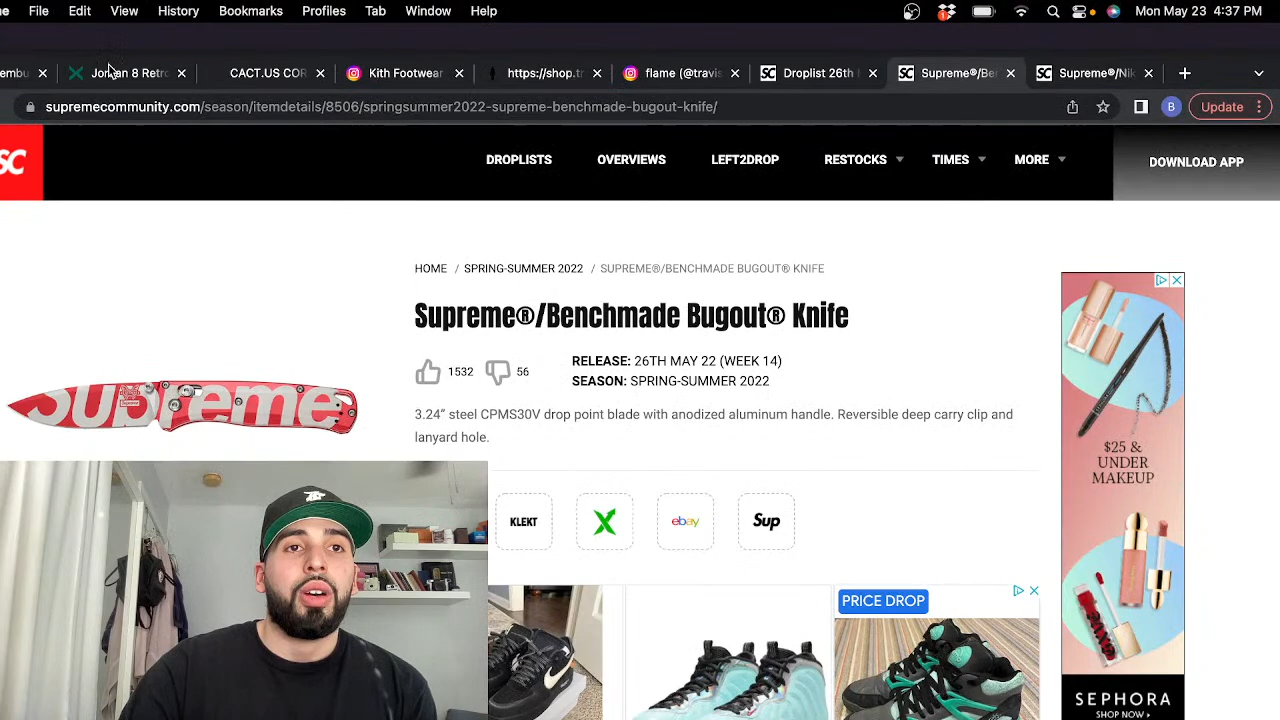 File Edit View History Bookmarks Profiles Tab Window Help Mon May 23 4:37 PM
Jordan 8 Retro CACT.US COR Kith Footwear https://shop.tr flame (@travis Droplist 26th Supreme®/Ben Supreme®/Nik
supremecommunity.com/season/itemdetails/8506/springsummer2022-supreme-benchmade-bugout-knife/ B Update
SC DROPLISTS OVERVIEWS LEFT2DROP RESTOCKS TIMES MORE DOWNLOAD APP
HOME / SPRING-SUMMER 2022 / SUPREME®/BENCHMADE BUGOUT® KNIFE
Supreme®/Benchmade Bugout® Knife
1532 56
RELEASE: 26TH MAY 22 (WEEK 14)
SEASON: SPRING-SUMMER 2022
3.24” steel CPMS30V drop point blade with anodized aluminum handle. Reversible deep carry clip and
lanyard hole.
Supreme
KLEKT X ebay Sup
PRICE DROP
$25 &
UNDER
MAKEUP
SEPHORA
SHOP NOW